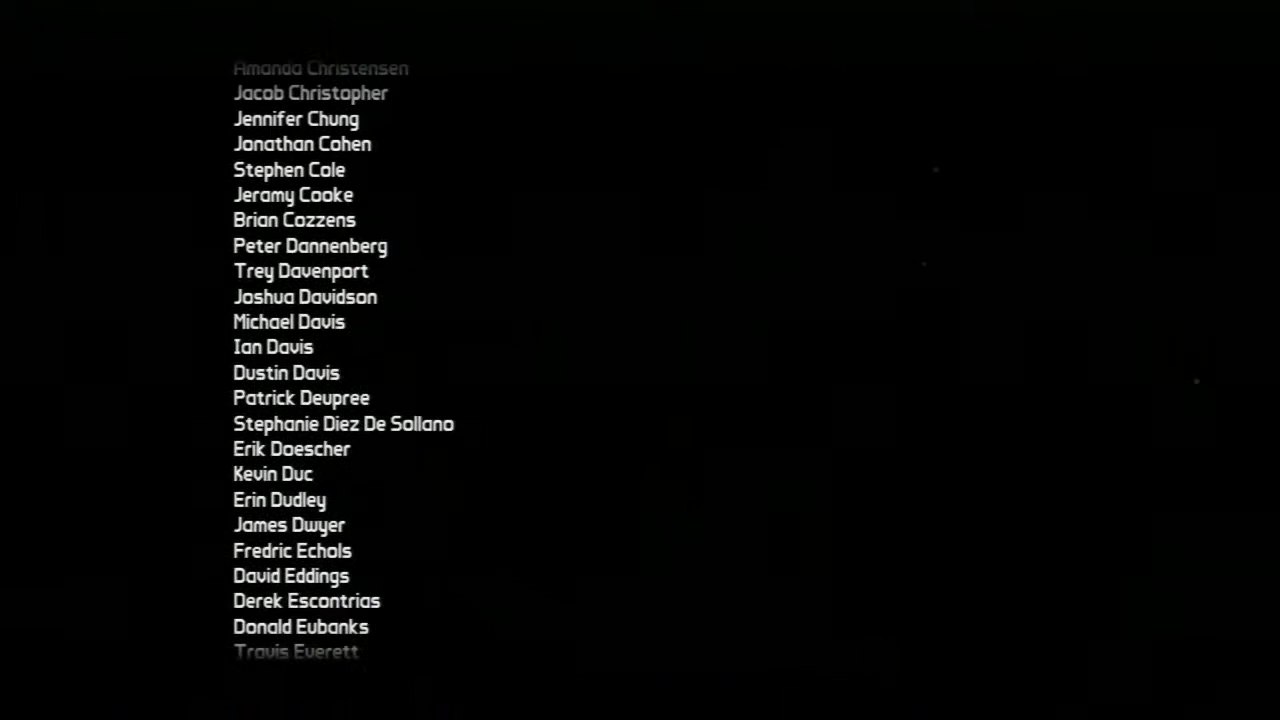 Amanda Christensen
Jacob Christopher
Jennifer Chung
Jonathan Cohen
Stephen Cole
Jeramy Cooke
Brian Cozzens
Peter Dannenberg
Trey Davenport
Joshua Davidson
Michael Davis
Ian Davis
Dustin Davis
Patrick Deupree
Stephanie Diez De Sollano
Erik Doescher
Kevin Duc
Erin Dudley
James Dwyer
Fredric Echols
David Eddings
Derek Escontrias
Donald Eubanks
Travis Everett